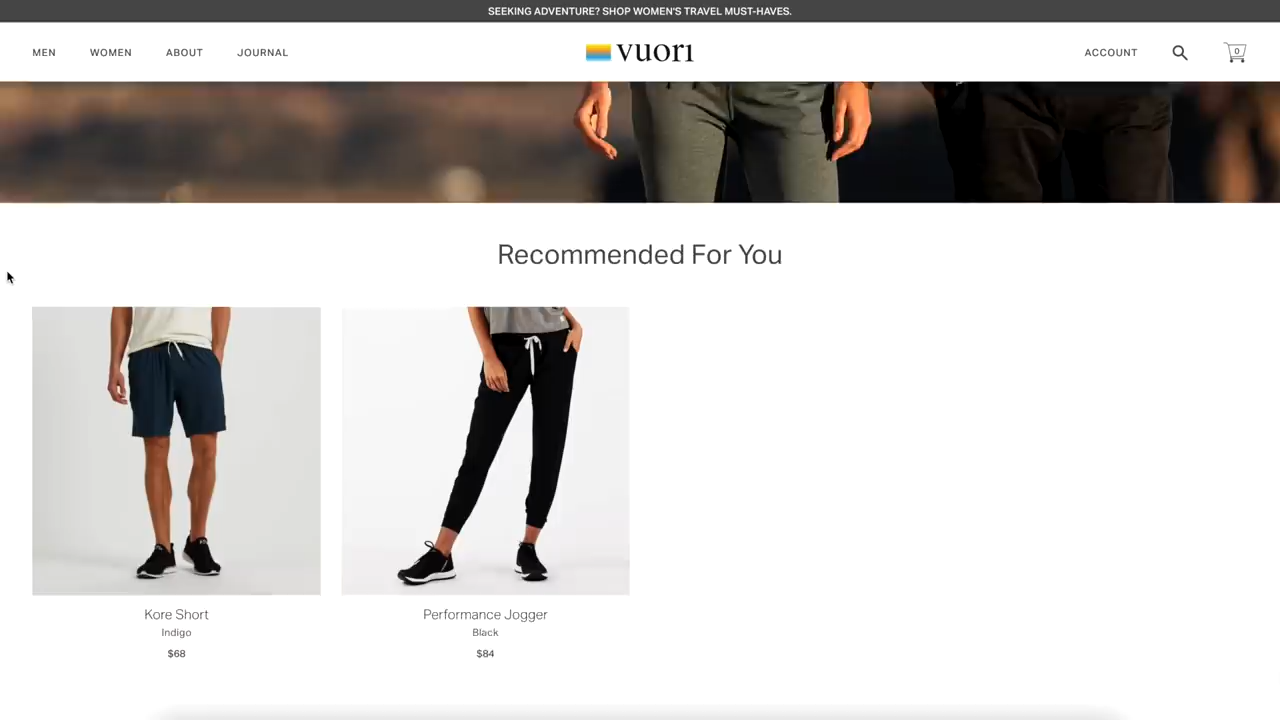 SEEKING ADVENTURE? SHOP WOMEN'S TRAVEL MUST-HAVES.
MEN WOMEN ABOUT JOURNAL vuori ACCOUNT 0
Recommended For You
Kore Short
Indigo
$68
Performance Jogger
Black
$84